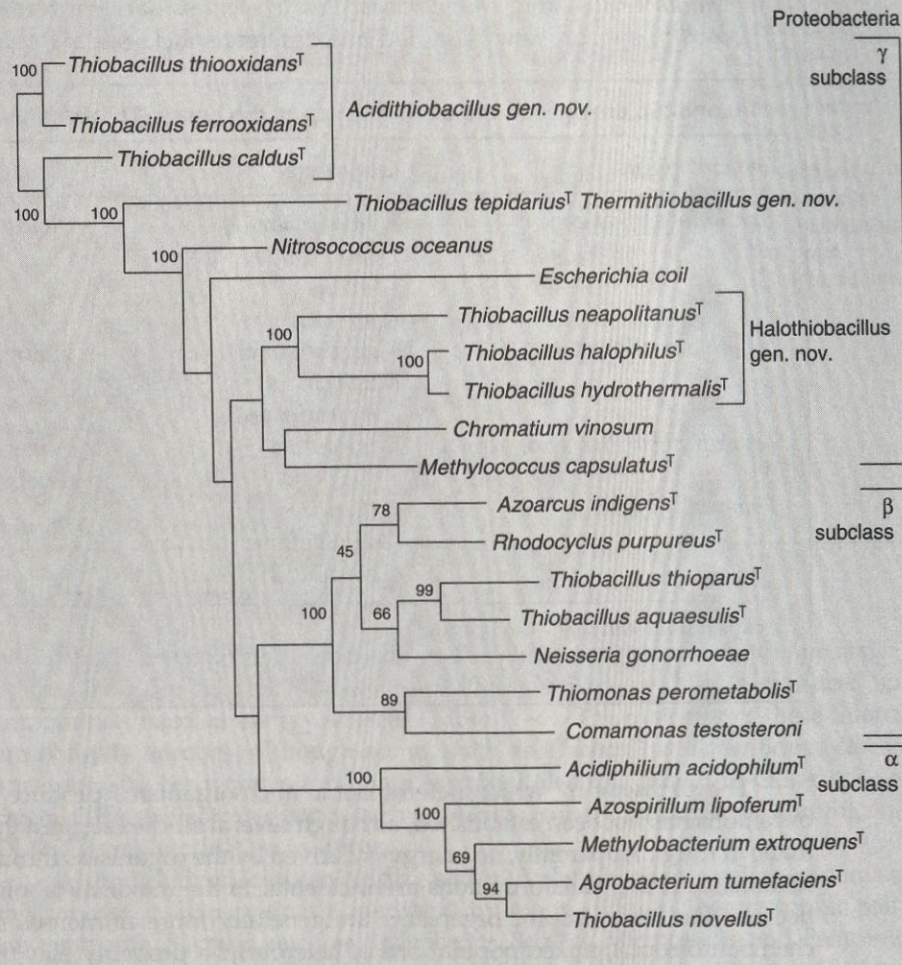 Proteobacteria
γ
subclass
100
Thiobacillus thiooxidansᵀ
Acidithiobacillus gen. nov.
Thiobacillus ferrooxidansᵀ
Thiobacillus caldusᵀ
100
100
Thiobacillus tepidariusᵀ Thermithiobacillus gen. nov.
100
Nitrosococcus oceanus
Escherichia coil
Thiobacillus neapolitanusᵀ
Halothiobacillus
gen. nov.
100
100
Thiobacillus halophilusᵀ
Thiobacillus hydrothermalisᵀ
Chromatium vinosum
Methylococcus capsulatusᵀ
β
subclass
78
Azoarcus indigensᵀ
45
Rhodocyclus purpureusᵀ
99
Thiobacillus thioparusᵀ
100
66
Thiobacillus aquaesulisᵀ
Neisseria gonorrhoeae
89
Thiomonas perometabolisᵀ
Comamonas testosteroni
α
subclass
100
Acidiphilium acidophilumᵀ
100
Azospirillum lipoferumᵀ
69
Methylobacterium extroquensᵀ
94
Agrobacterium tumefaciensᵀ
Thiobacillus novellusᵀ